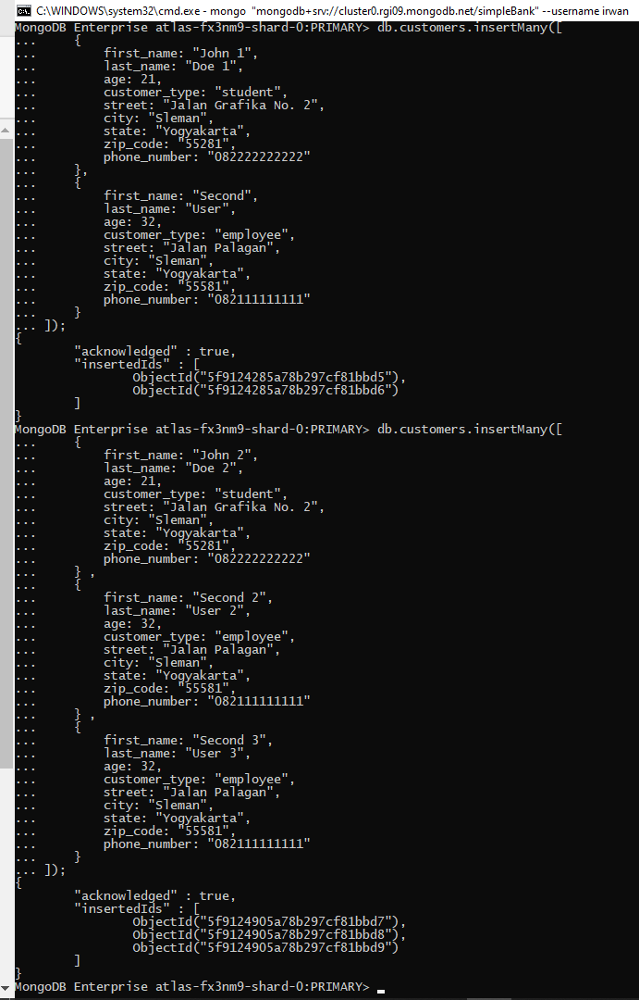 C:\WINDOWS\system32\cmd.exe - mongo "mongodb+srv://cluster0.rgi09.mongodb.net/simpleBank" --username irwan
MongoDB Enterprise atlas-fx3nm9-shard-0:PRIMARY> db.customers.insertMany([
...     {
...         first_name: "John 1",
...         last_name: "Doe 1",
...         age: 21,
...         customer_type: "student",
...         street: "Jalan Grafika No. 2",
...         city: "Sleman",
...         state: "Yogyakarta",
...         zip_code: "55281",
...         phone_number: "082222222222"
...     },
...     {
...         first_name: "Second",
...         last_name: "User",
...         age: 32,
...         customer_type: "employee",
...         street: "Jalan Palagan",
...         city: "Sleman",
...         state: "Yogyakarta",
...         zip_code: "55581",
...         phone_number: "082111111111"
...     }
... ]);
{
        "acknowledged" : true,
        "insertedIds" : [
                ObjectId("5f9124285a78b297cf81bbd5"),
                ObjectId("5f9124285a78b297cf81bbd6")
        ]
}
MongoDB Enterprise atlas-fx3nm9-shard-0:PRIMARY> db.customers.insertMany([
...     {
...         first_name: "John 2",
...         last_name: "Doe 2",
...         age: 21,
...         customer_type: "student",
...         street: "Jalan Grafika No. 2",
...         city: "Sleman",
...         state: "Yogyakarta",
...         zip_code: "55281",
...         phone_number: "082222222222"
...     } ,
...     {
...         first_name: "Second 2",
...         last_name: "User 2",
...         age: 32,
...         customer_type: "employee",
...         street: "Jalan Palagan",
...         city: "Sleman",
...         state: "Yogyakarta",
...         zip_code: "55581",
...         phone_number: "082111111111"
...     } ,
...     {
...         first_name: "Second 3",
...         last_name: "User 3",
...         age: 32,
...         customer_type: "employee",
...         street: "Jalan Palagan",
...         city: "Sleman",
...         state: "Yogyakarta",
...         zip_code: "55581",
...         phone_number: "082111111111"
...     }
... ]);
{
        "acknowledged" : true,
        "insertedIds" : [
                ObjectId("5f9124905a78b297cf81bbd7"),
                ObjectId("5f9124905a78b297cf81bbd8"),
                ObjectId("5f9124905a78b297cf81bbd9")
        ]
}
MongoDB Enterprise atlas-fx3nm9-shard-0:PRIMARY>